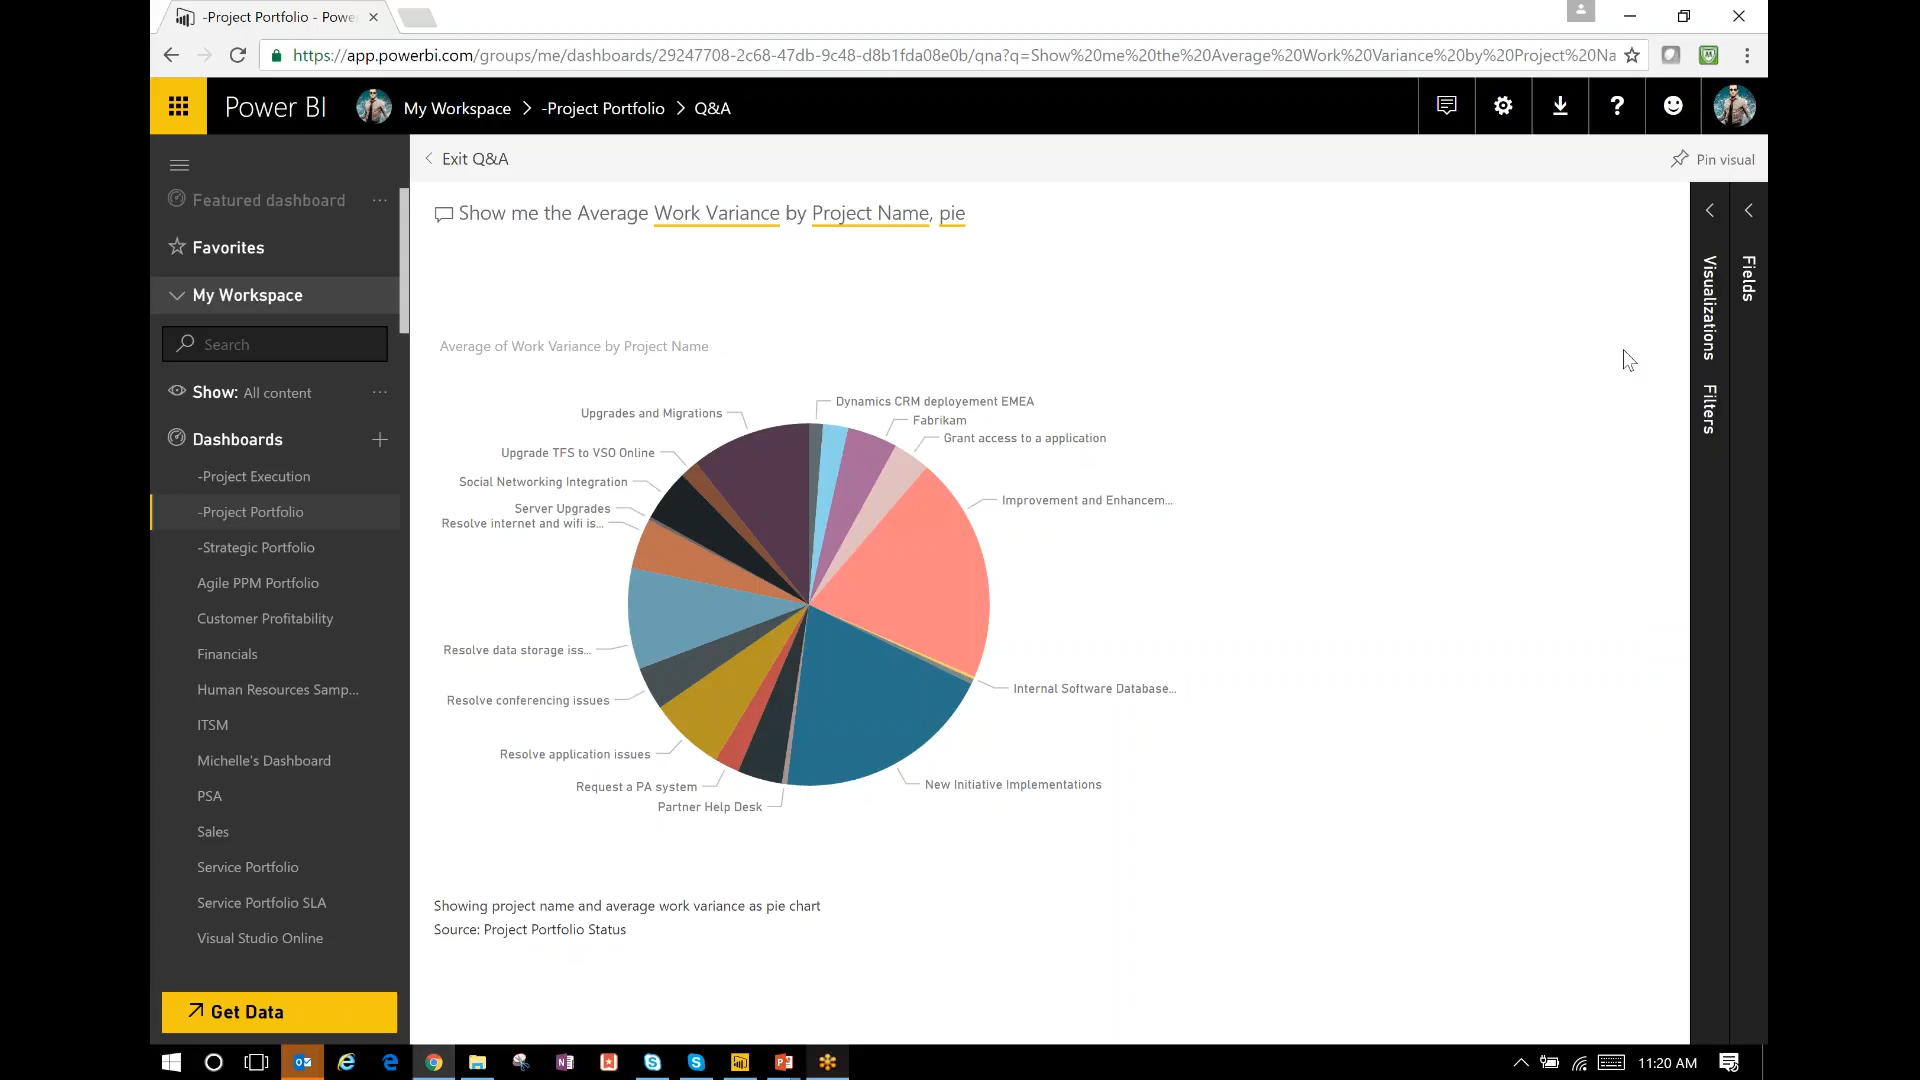 -Project Portfolio - Powe
https://app.powerbi.com/groups/me/dashboards/29247708-2c68-47db-9c48-d8b1fda08e0b/qna?q=Show%20me%20the%20Average%20Work%20Variance%20by%20Project%20Na
Power BI
My Workspace > -Project Portfolio > Q&A
Exit Q&A
Pin visual
Featured dashboard
Favorites
My Workspace
Search
Show: All content
Dashboards
-Project Execution
-Project Portfolio
-Strategic Portfolio
Agile PPM Portfolio
Customer Profitability
Financials
Human Resources Samp...
ITSM
Michelle's Dashboard
PSA
Sales
Service Portfolio
Service Portfolio SLA
Visual Studio Online
Get Data
Show me the Average Work Variance by Project Name, pie
Average of Work Variance by Project Name
Dynamics CRM deployement EMEA
Fabrikam
Grant access to a application
Improvement and Enhancem...
Internal Software Database...
New Initiative Implementations
Partner Help Desk
Request a PA system
Resolve application issues
Resolve conferencing issues
Resolve data storage iss...
Resolve internet and wifi is...
Server Upgrades
Social Networking Integration
Upgrade TFS to VSO Online
Upgrades and Migrations
Showing project name and average work variance as pie chart
Source: Project Portfolio Status
Visualizations
Filters
Fields
11:20 AM